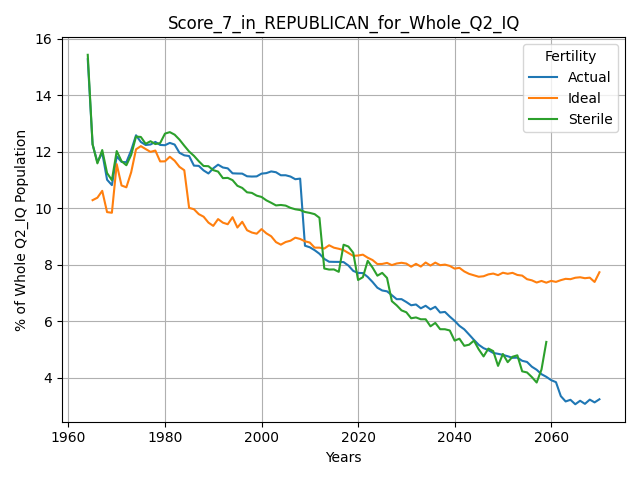 Score_7_in_REPUBLICAN_for_Whole_Q2_IQ
% of Whole Q2_IQ Population
16
14
12
10
8
6
4
Fertility
Actual
Ideal
Sterile
1960
1980
2000
2020
2040
2060
Years